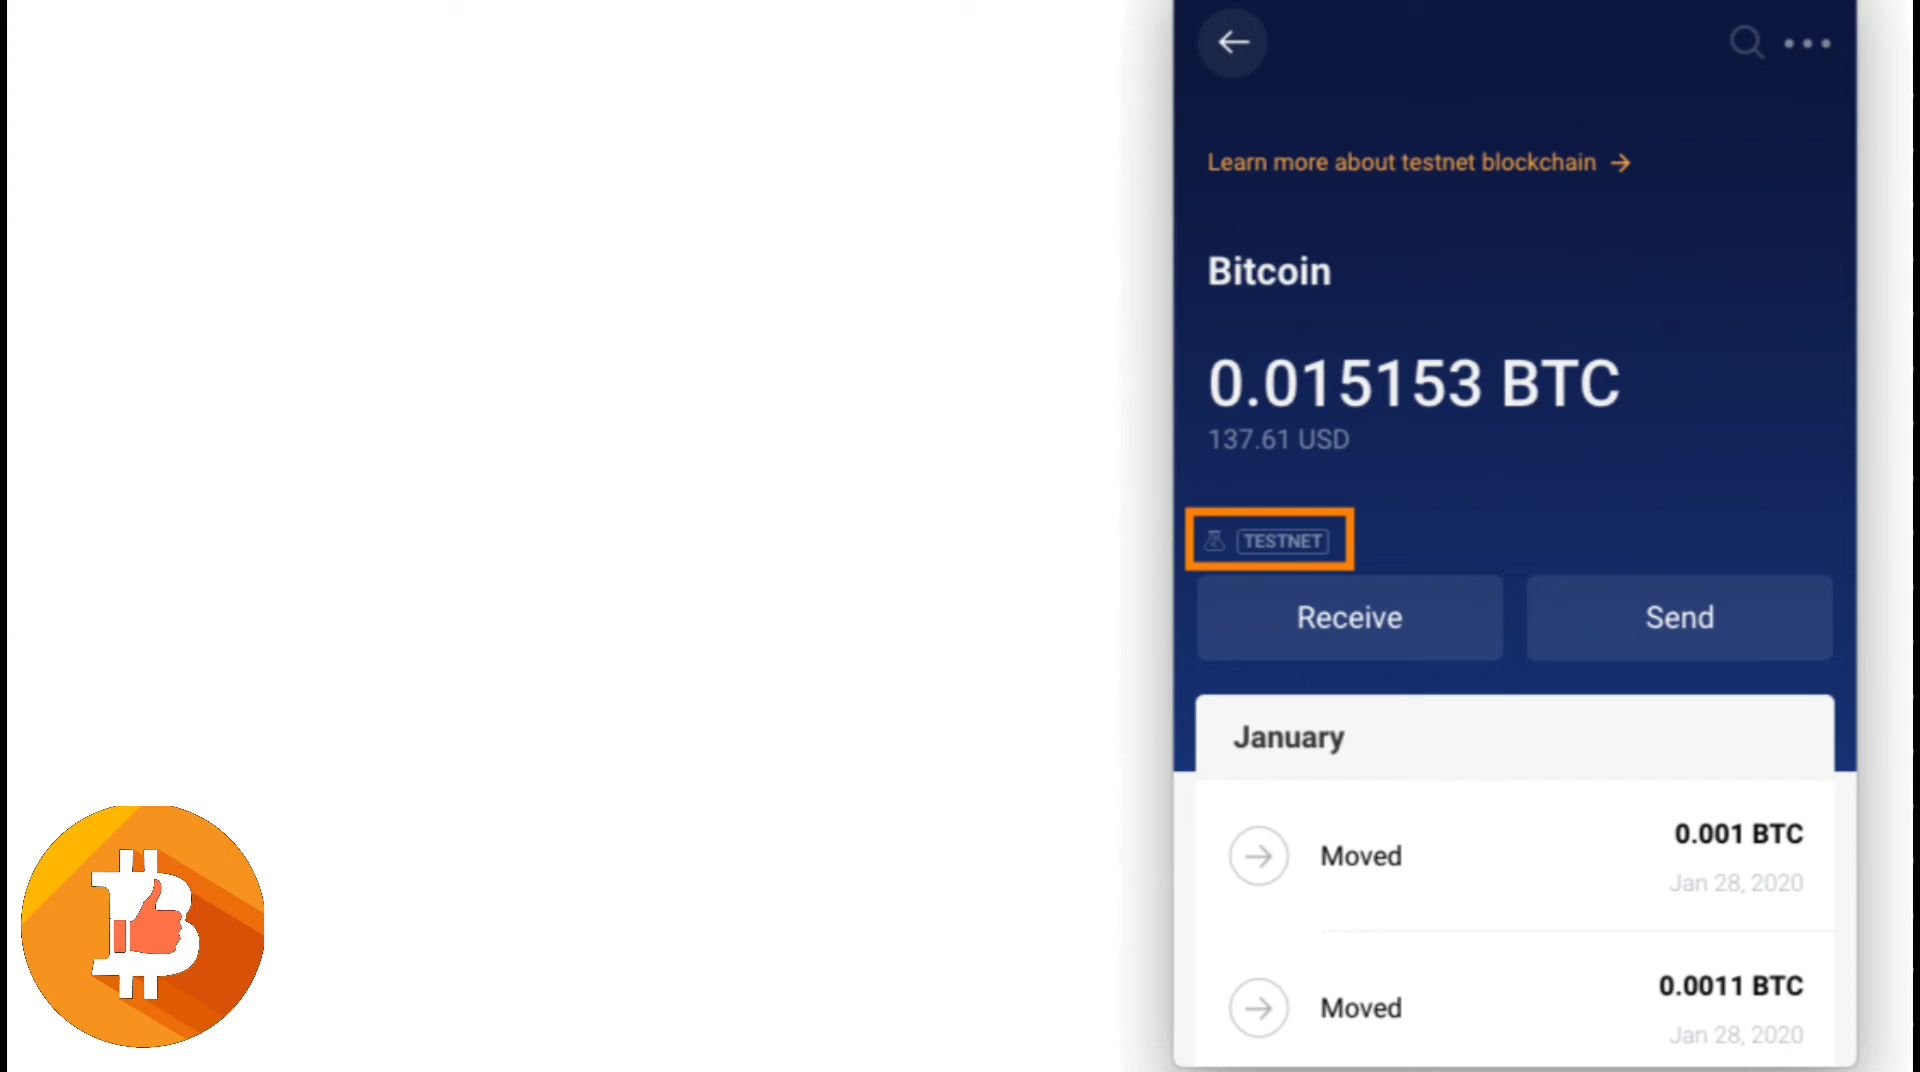 Learn more about testnet blockchain →
Bitcoin
0.015153 BTC
137.61 USD
TESTNET
Receive
Send
January
Moved
0.001 BTC
Jan 28, 2020
Moved
0.0011 BTC
Jan 28, 2020